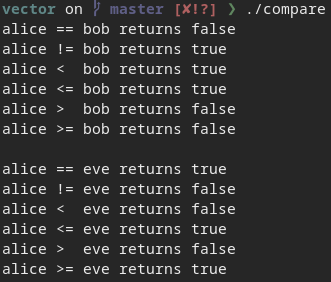 vector on  master [✘!?] ❯ ./compare
alice == bob returns false
alice != bob returns true
alice <  bob returns true
alice <= bob returns true
alice >  bob returns false
alice >= bob returns false

alice == eve returns true
alice != eve returns false
alice <  eve returns false
alice <= eve returns true
alice >  eve returns false
alice >= eve returns true